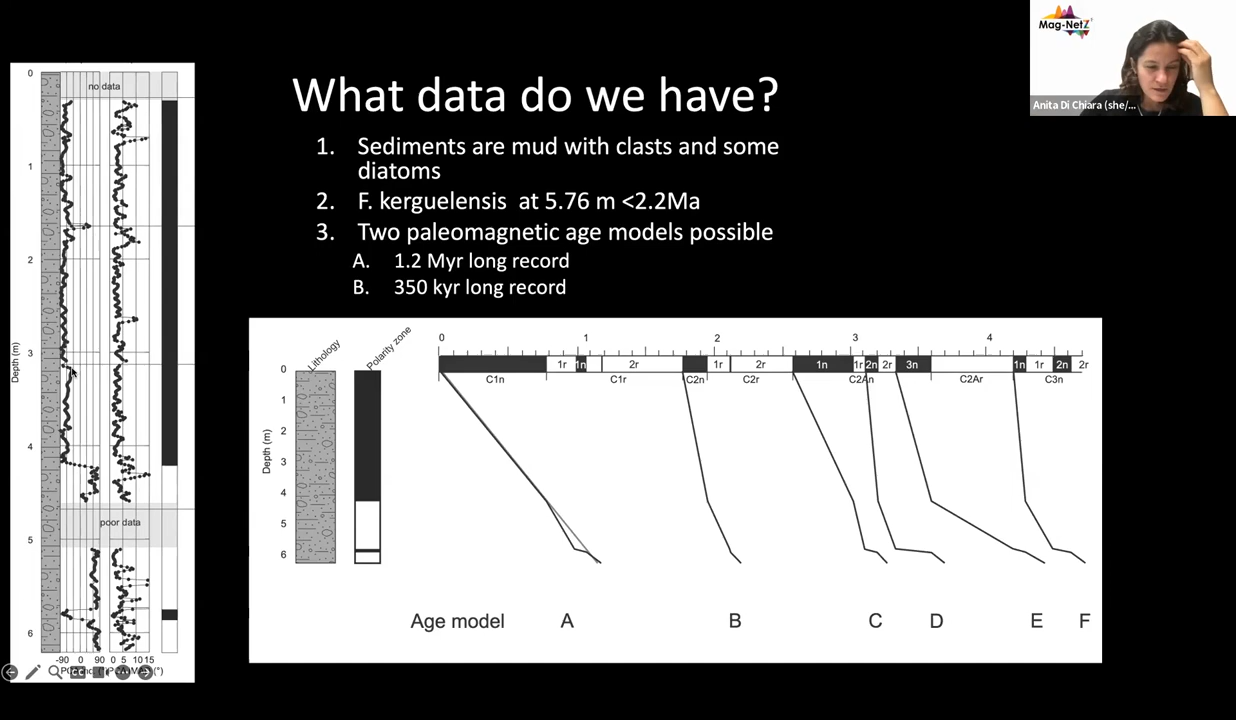 Mag-NetZ
Anita Di Chiara (she/...
What data do we have?
1. Sediments are mud with clasts and some
diatoms
2. F. kerguelensis at 5.76 m <2.2Ma
3. Two paleomagnetic age models possible
A. 1.2 Myr long record
B. 350 kyr long record
0
no data
1
2
3
Depth (m)
4
poor data
5
6
-90 0 90 0 5 10 15
Lithology
Polarity zone
0 1 2 3 4
1r 1n 2r 1r 2r 1n 1r 2n 2r 3n 1n 1r 2n 2r
C1n C1r C2n C2r C2An C2Ar C3n
0
1
2
Depth (m)
3
4
5
6
Age model A B C D E F